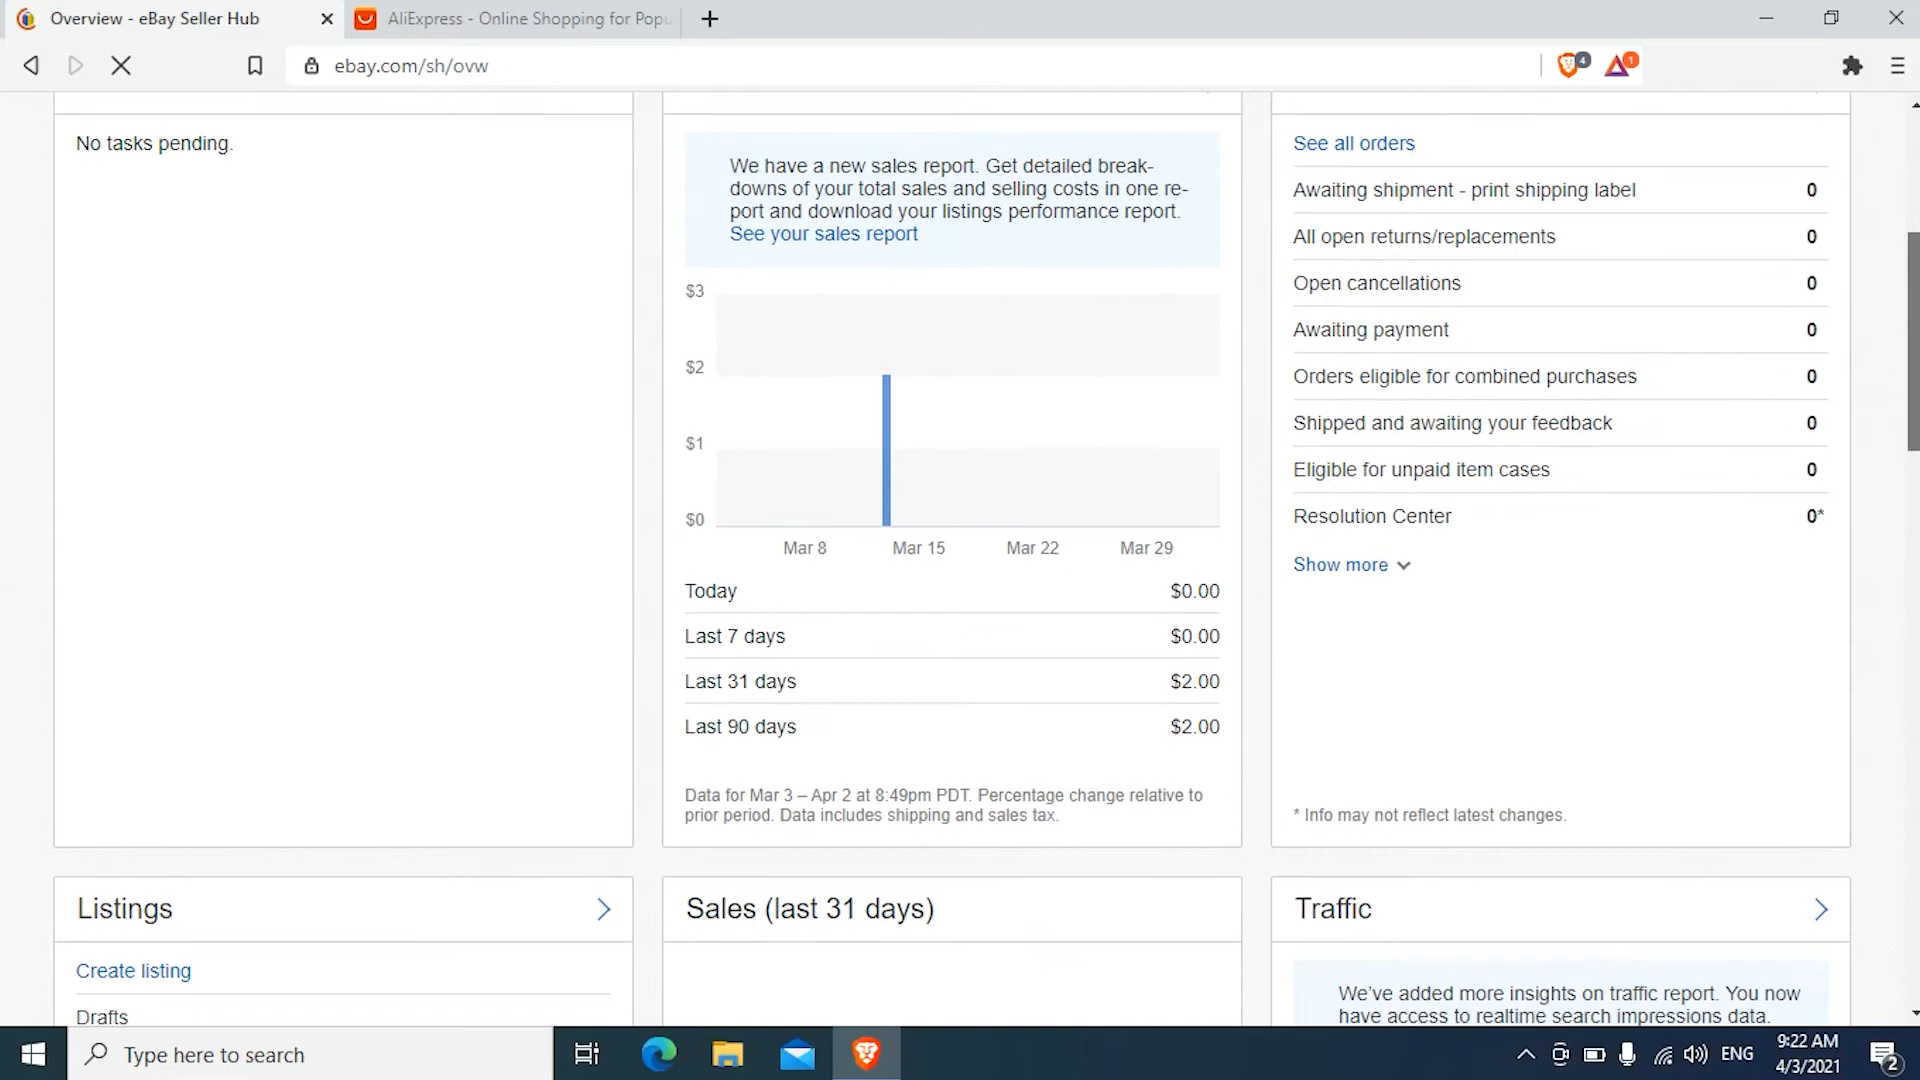 Overview - eBay Seller Hub
AliExpress - Online Shopping for Popu
ebay.com/sh/ovw
4
1
No tasks pending.
We have a new sales report. Get detailed break-
downs of your total sales and selling costs in one re-
port and download your listings performance report.
See your sales report
$3
$2
$1
$0
Mar 8
Mar 15
Mar 22
Mar 29
Today $0.00
Last 7 days $0.00
Last 31 days $2.00
Last 90 days $2.00
Data for Mar 3 – Apr 2 at 8:49pm PDT. Percentage change relative to
prior period. Data includes shipping and sales tax.
See all orders
Awaiting shipment - print shipping label 0
All open returns/replacements 0
Open cancellations 0
Awaiting payment 0
Orders eligible for combined purchases 0
Shipped and awaiting your feedback 0
Eligible for unpaid item cases 0
Resolution Center 0*
Show more
* Info may not reflect latest changes.
Listings
Create listing
Drafts
Sales (last 31 days)
Traffic
We've added more insights on traffic report. You now
have access to realtime search impressions data.
Type here to search
ENG
9:22 AM
4/3/2021
2